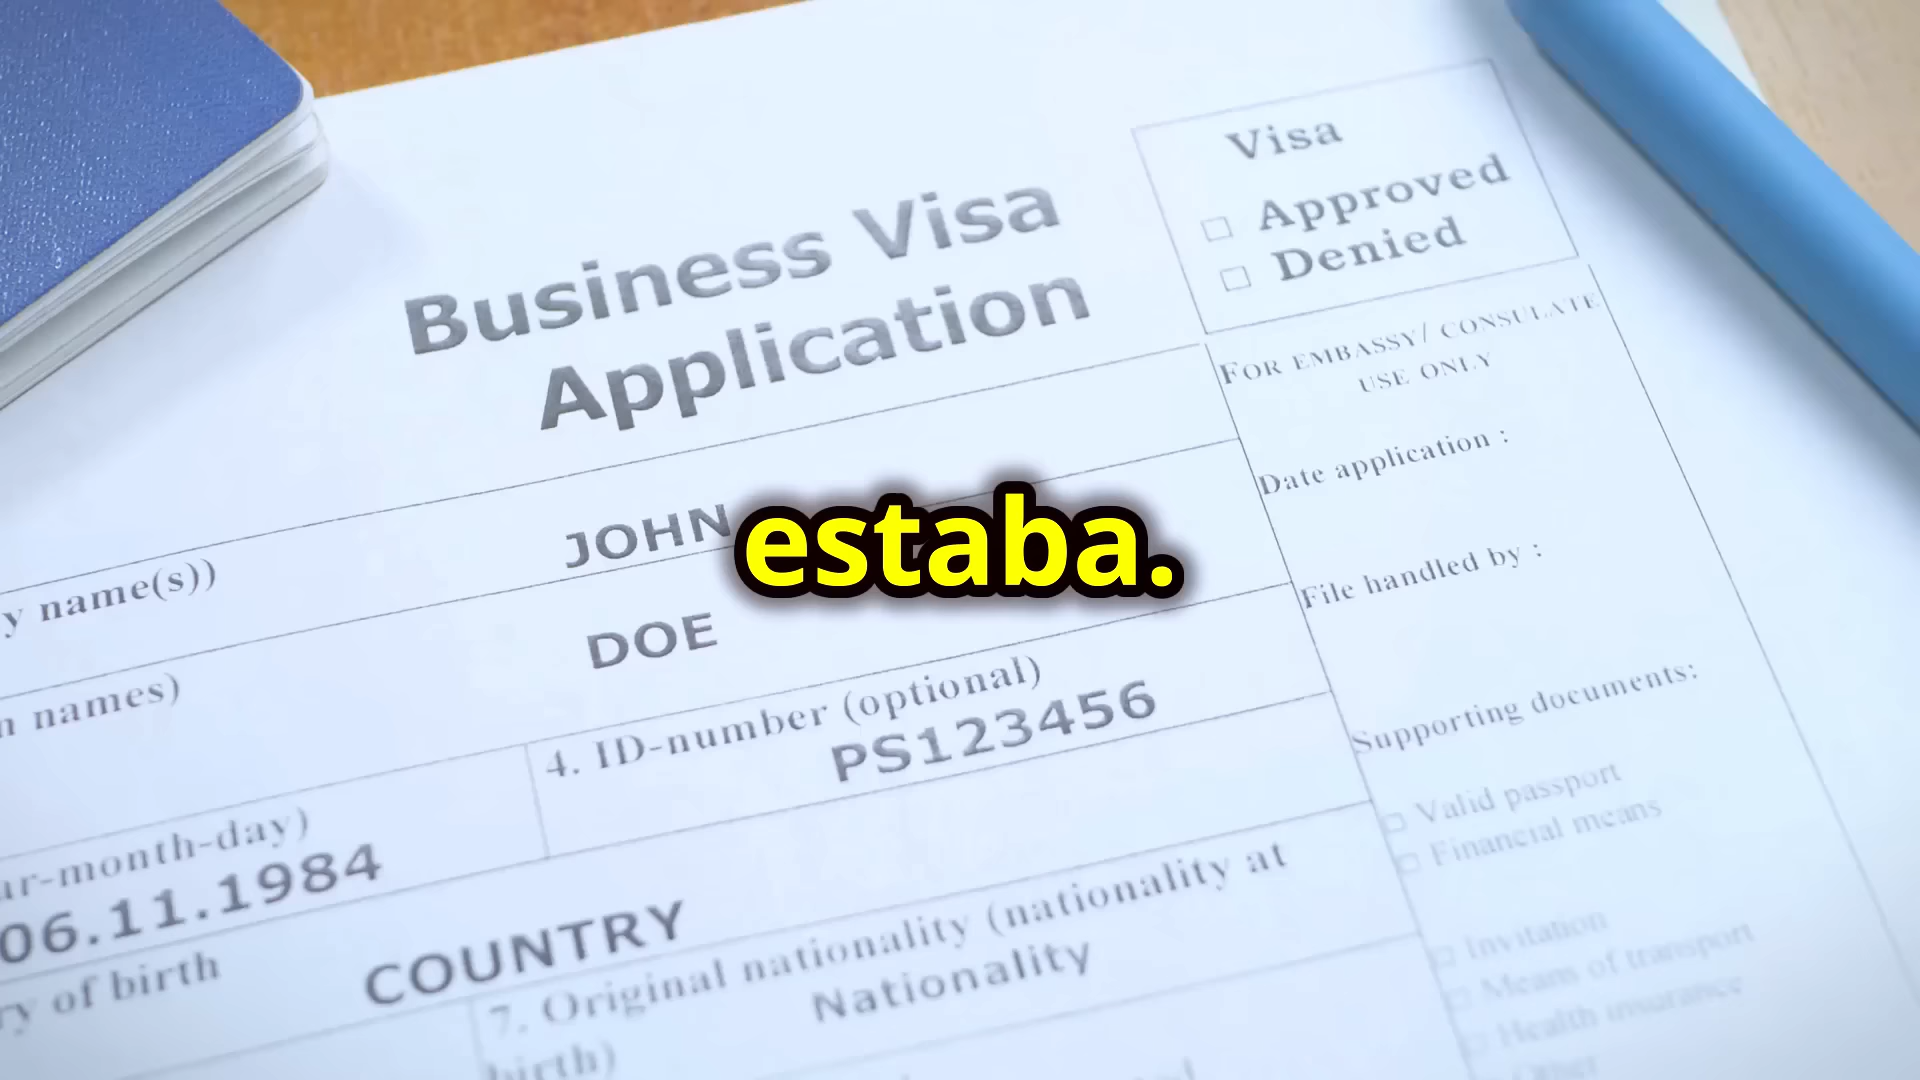 Business Visa
Application
Visa
□ Approved
□ Denied
FOR EMBASSY/ CONSULATE
USE ONLY
Date application :
File handled by :
Supporting documents:
□ Valid passport
□ Financial means
□ Invitation
□ Means of transport
□ Health insurance
□ Other
y name(s))
JOHN
estaba.
n names)
DOE
4. ID-number (optional)
PS123456
ar-month-day)
06.11.1984
ry of birth
COUNTRY
7. Original nationality (nationality at
birth)
Nationality